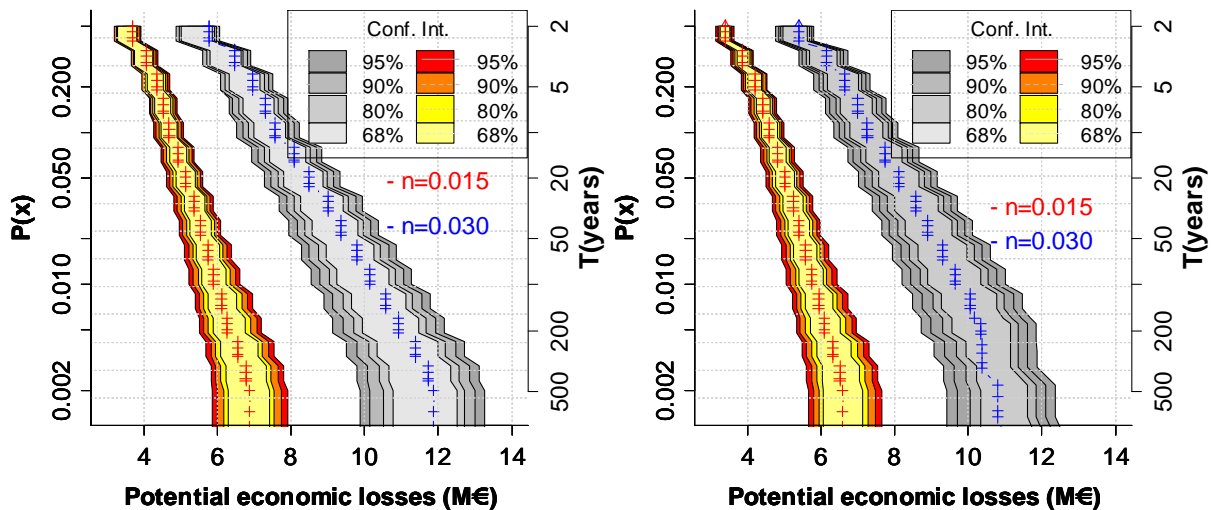 Conf. Int.
95% 95%
90% 90%
80% 80%
68% 68%
- n=0.015
- n=0.030
P(x)
0.200
0.050
0.010
0.002
T(years)
2
5
20
50
200
500
4 6 8 10 12 14
Potential economic losses (M€)
Conf. Int.
95% 95%
90% 90%
80% 80%
68% 68%
- n=0.015
- n=0.030
P(x)
0.200
0.050
0.010
0.002
T(years)
2
5
20
50
200
500
4 6 8 10 12 14
Potential economic losses (M€)